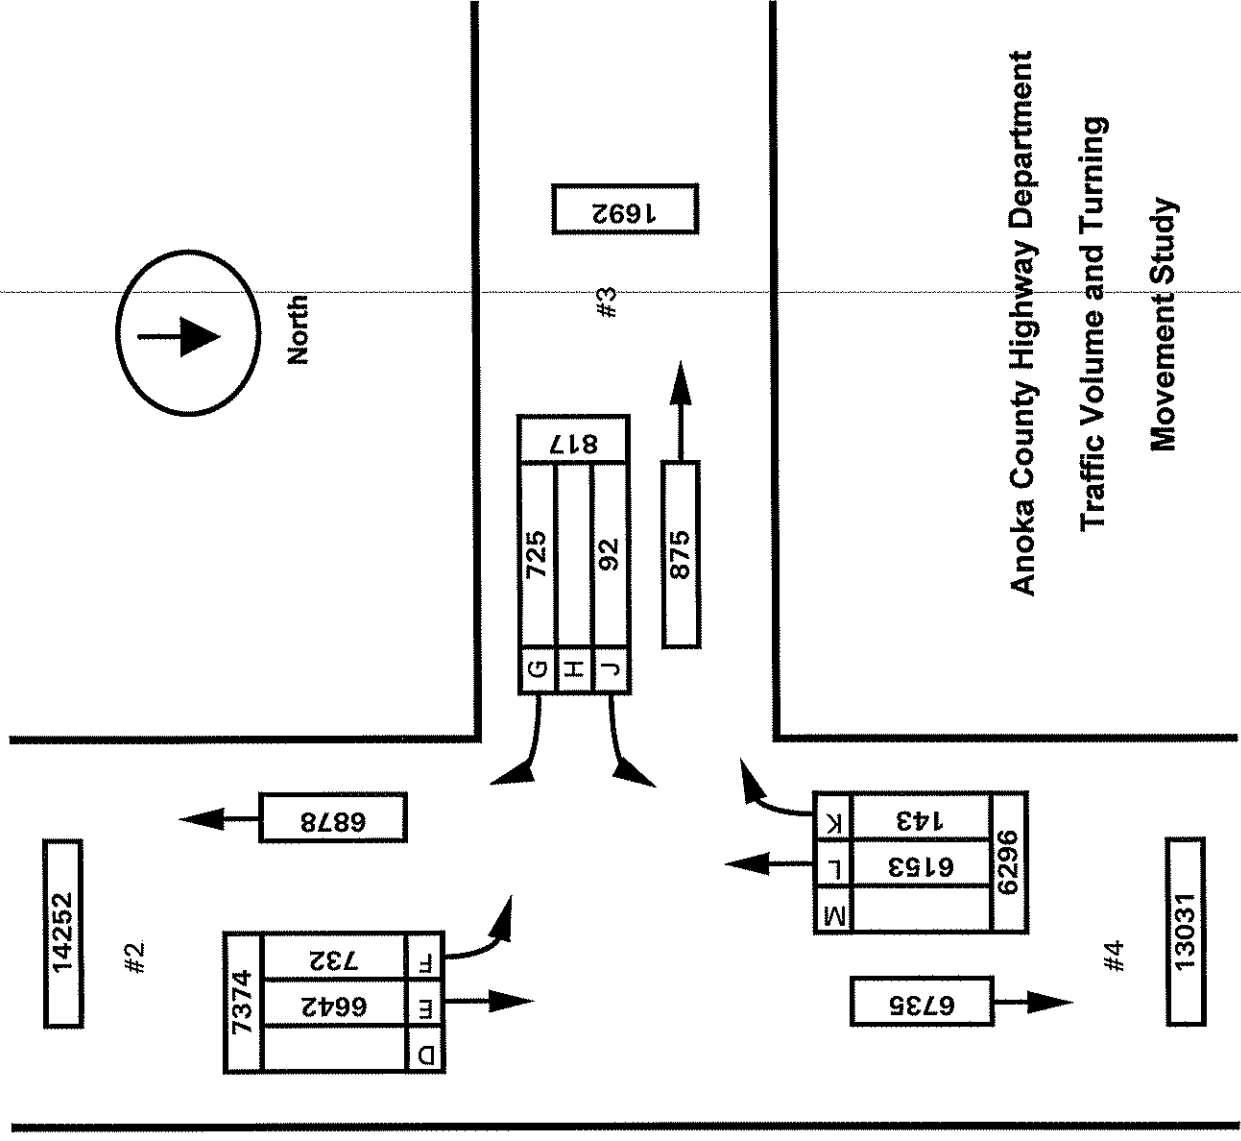 North
14252
#2
6878
7374
732
6642
F
E
D
1692
#3
817
725
92
G
H
J
875
K
L
M
143
6153
6296
6735
#4
13031
Anoka County Highway Department
Traffic Volume and Turning
Movement Study